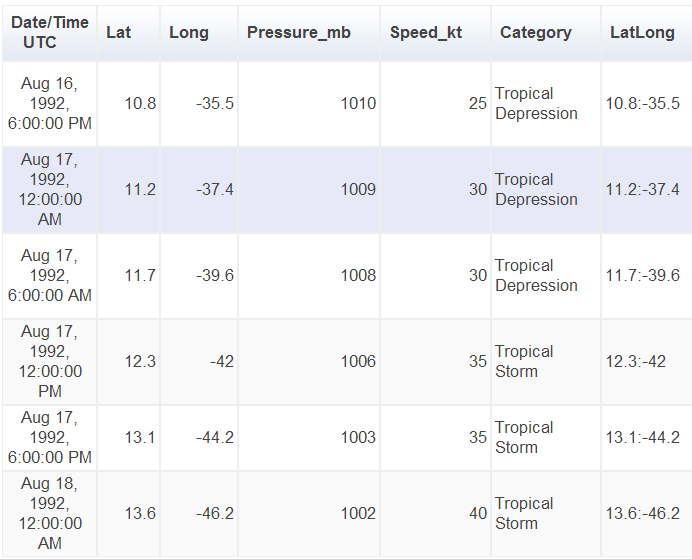 Date/Time UTC Lat Long Pressure_mb Speed_kt Category LatLong
Aug 16, 1992, 6:00:00 PM 10.8 -35.5 1010 25 Tropical Depression 10.8:-35.5
Aug 17, 1992, 12:00:00 AM 11.2 -37.4 1009 30 Tropical Depression 11.2:-37.4
Aug 17, 1992, 6:00:00 AM 11.7 -39.6 1008 30 Tropical Depression 11.7:-39.6
Aug 17, 1992, 12:00:00 PM 12.3 -42 1006 35 Tropical Storm 12.3:-42
Aug 17, 1992, 6:00:00 PM 13.1 -44.2 1003 35 Tropical Storm 13.1:-44.2
Aug 18, 1992, 12:00:00 AM 13.6 -46.2 1002 40 Tropical Storm 13.6:-46.2